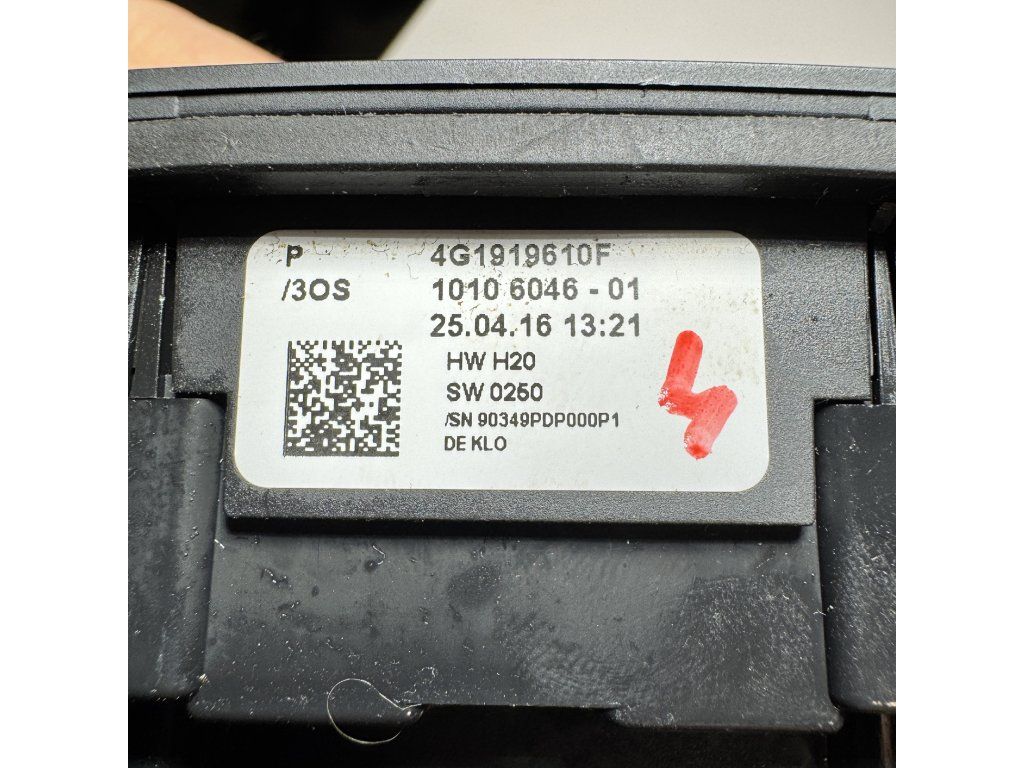 P 4G1919610F
/3OS 1010 6046 - 01
25.04.16 13:21
HW H20
SW 0250
/SN 90349PDP000P1
DE KLO